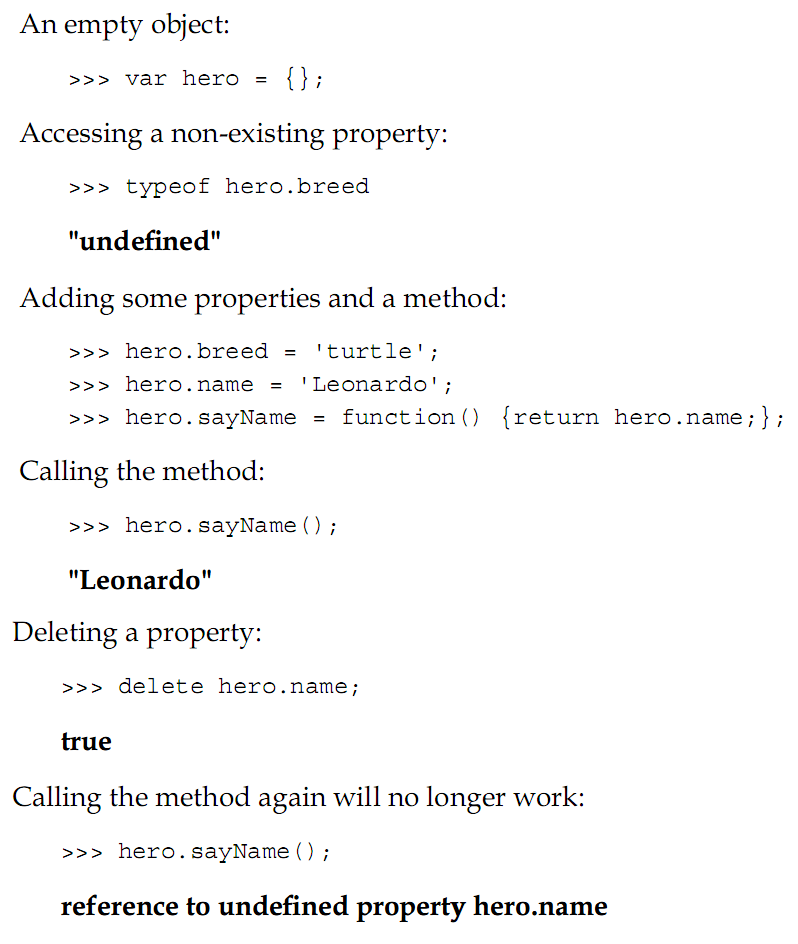 An empty object:
>>> var hero = {};
Accessing a non-existing property:
>>> typeof hero.breed
"undefined"
Adding some properties and a method:
>>> hero.breed = 'turtle';
>>> hero.name = 'Leonardo';
>>> hero.sayName = function() {return hero.name;};
Calling the method:
>>> hero.sayName();
"Leonardo"
Deleting a property:
>>> delete hero.name;
true
Calling the method again will no longer work:
>>> hero.sayName();
reference to undefined property hero.name